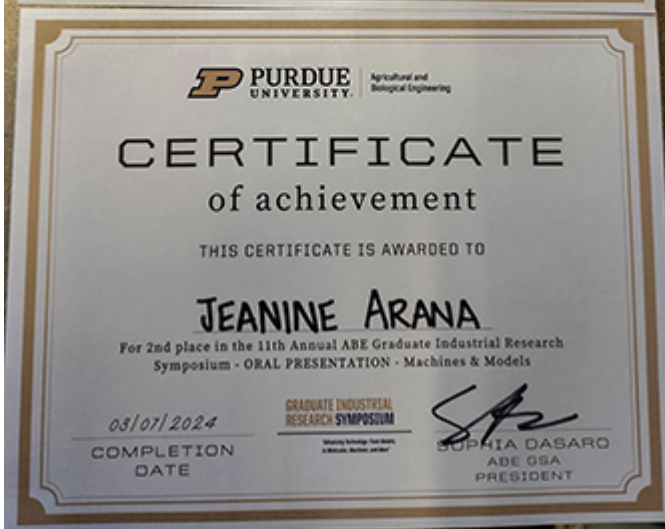 PURDUE
UNIVERSITY®
Agricultural and
Biological Engineering
CERTIFICATE
of achievement
THIS CERTIFICATE IS AWARDED TO
JEANINE ARANA
For 2nd place in the 11th Annual ABE Graduate Industrial Research
Symposium - ORAL PRESENTATION - Machines & Models
03/07/2024
COMPLETION
DATE
GRADUATE INDUSTRIAL
RESEARCH SYMPOSIUM
SOPHIA DASARO
ABE GSA
PRESIDENT